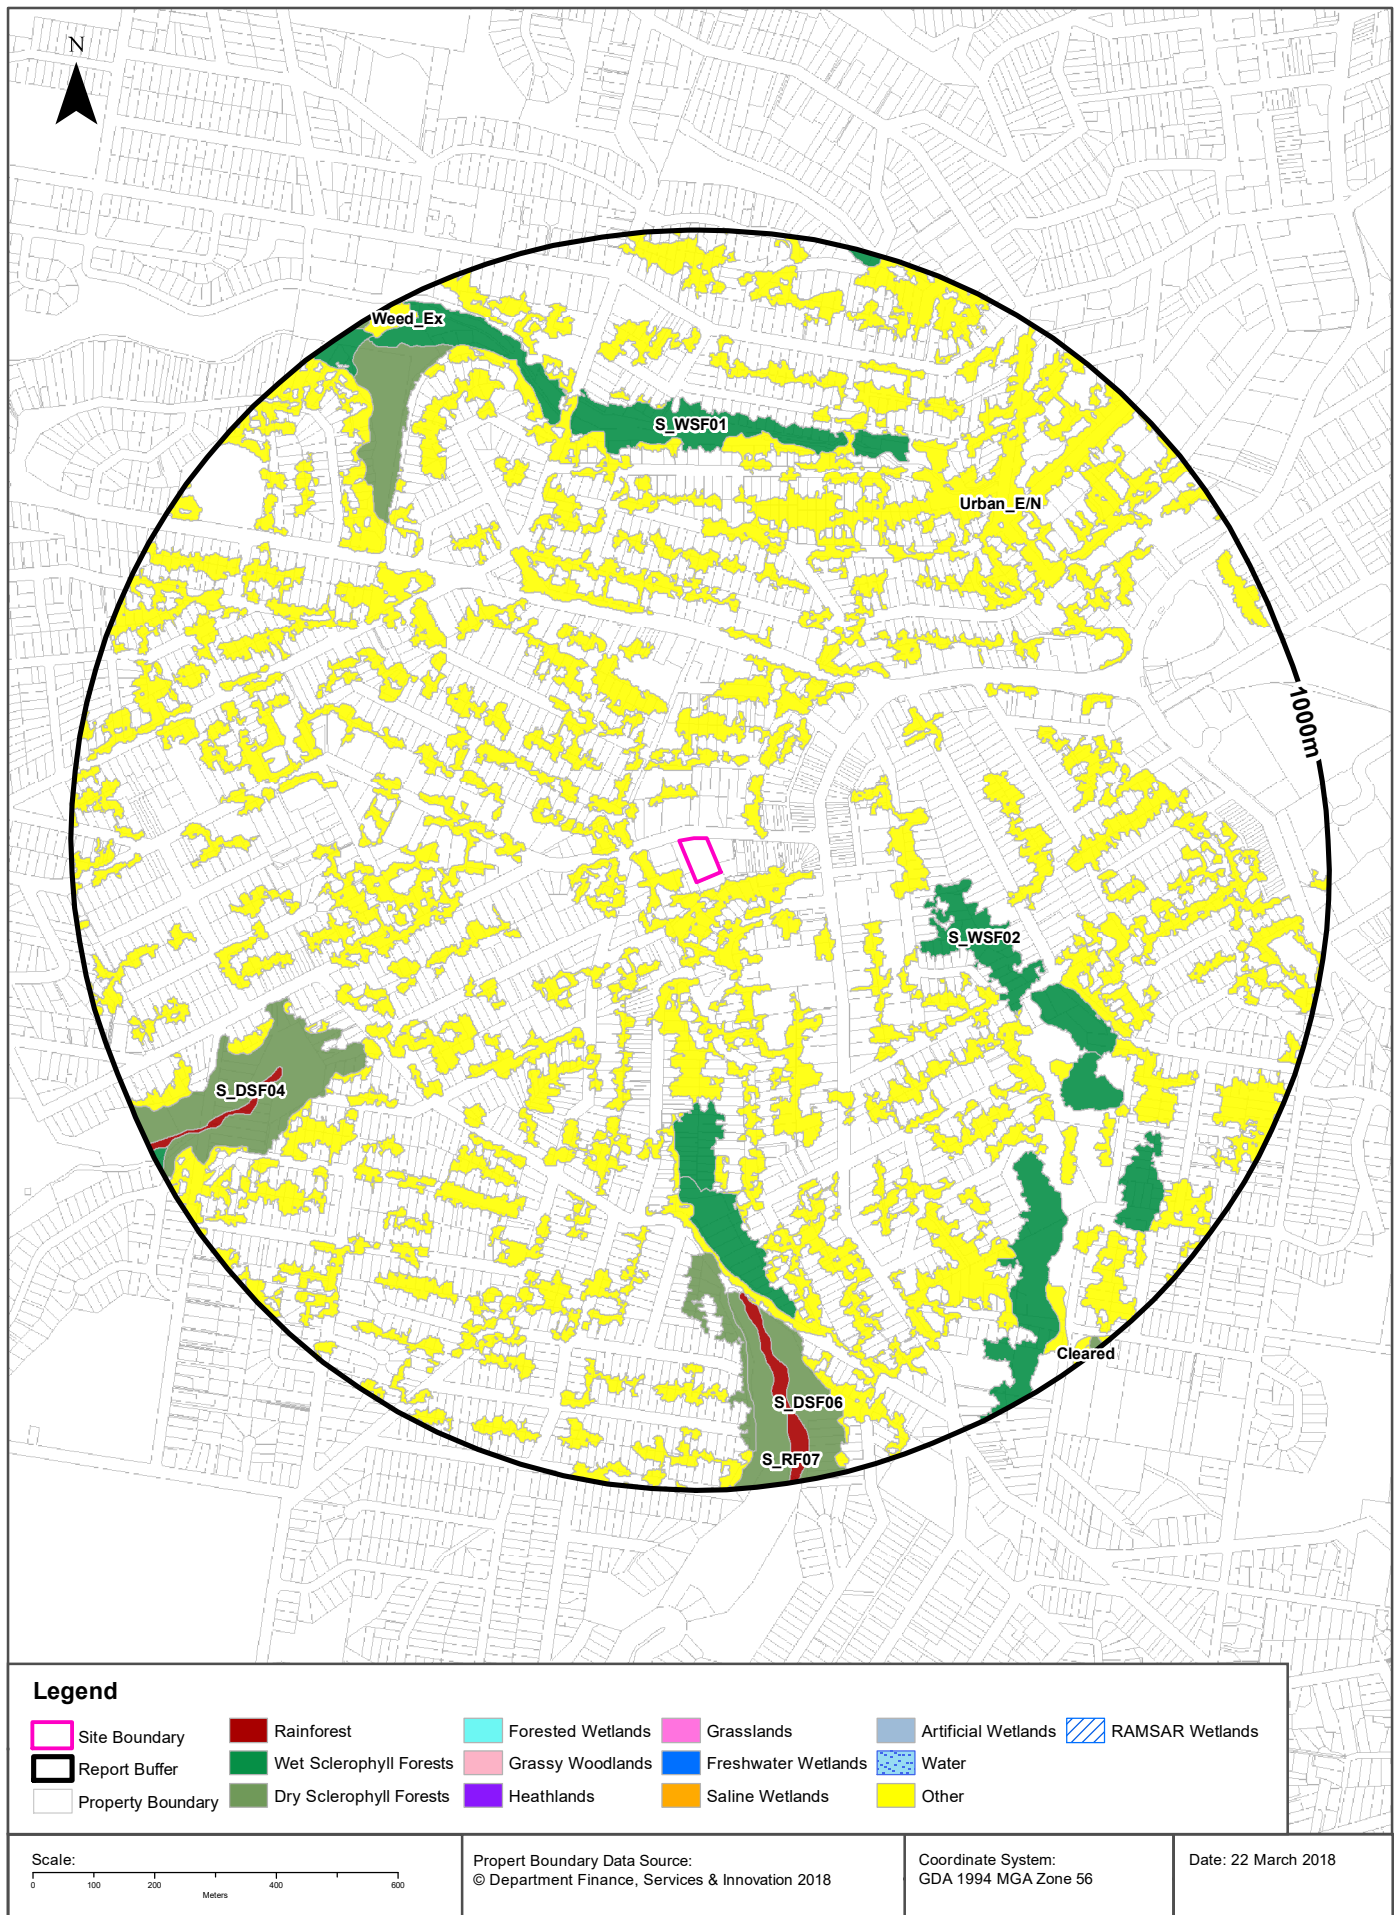 N
Weed_Ex
S_WSF01
Urban_E/N
1000m
S_WSF02
S_DSF04
Cleared
S_DSF06
S_RF07
Legend
Site Boundary
Report Buffer
Property Boundary
Rainforest
Wet Sclerophyll Forests
Dry Sclerophyll Forests
Forested Wetlands
Grassy Woodlands
Heathlands
Grasslands
Freshwater Wetlands
Saline Wetlands
Artificial Wetlands
Water
Other
RAMSAR Wetlands
Scale:
0 100 200 400 600
Meters
Propert Boundary Data Source:
© Department Finance, Services & Innovation 2018
Coordinate System:
GDA 1994 MGA Zone 56
Date: 22 March 2018